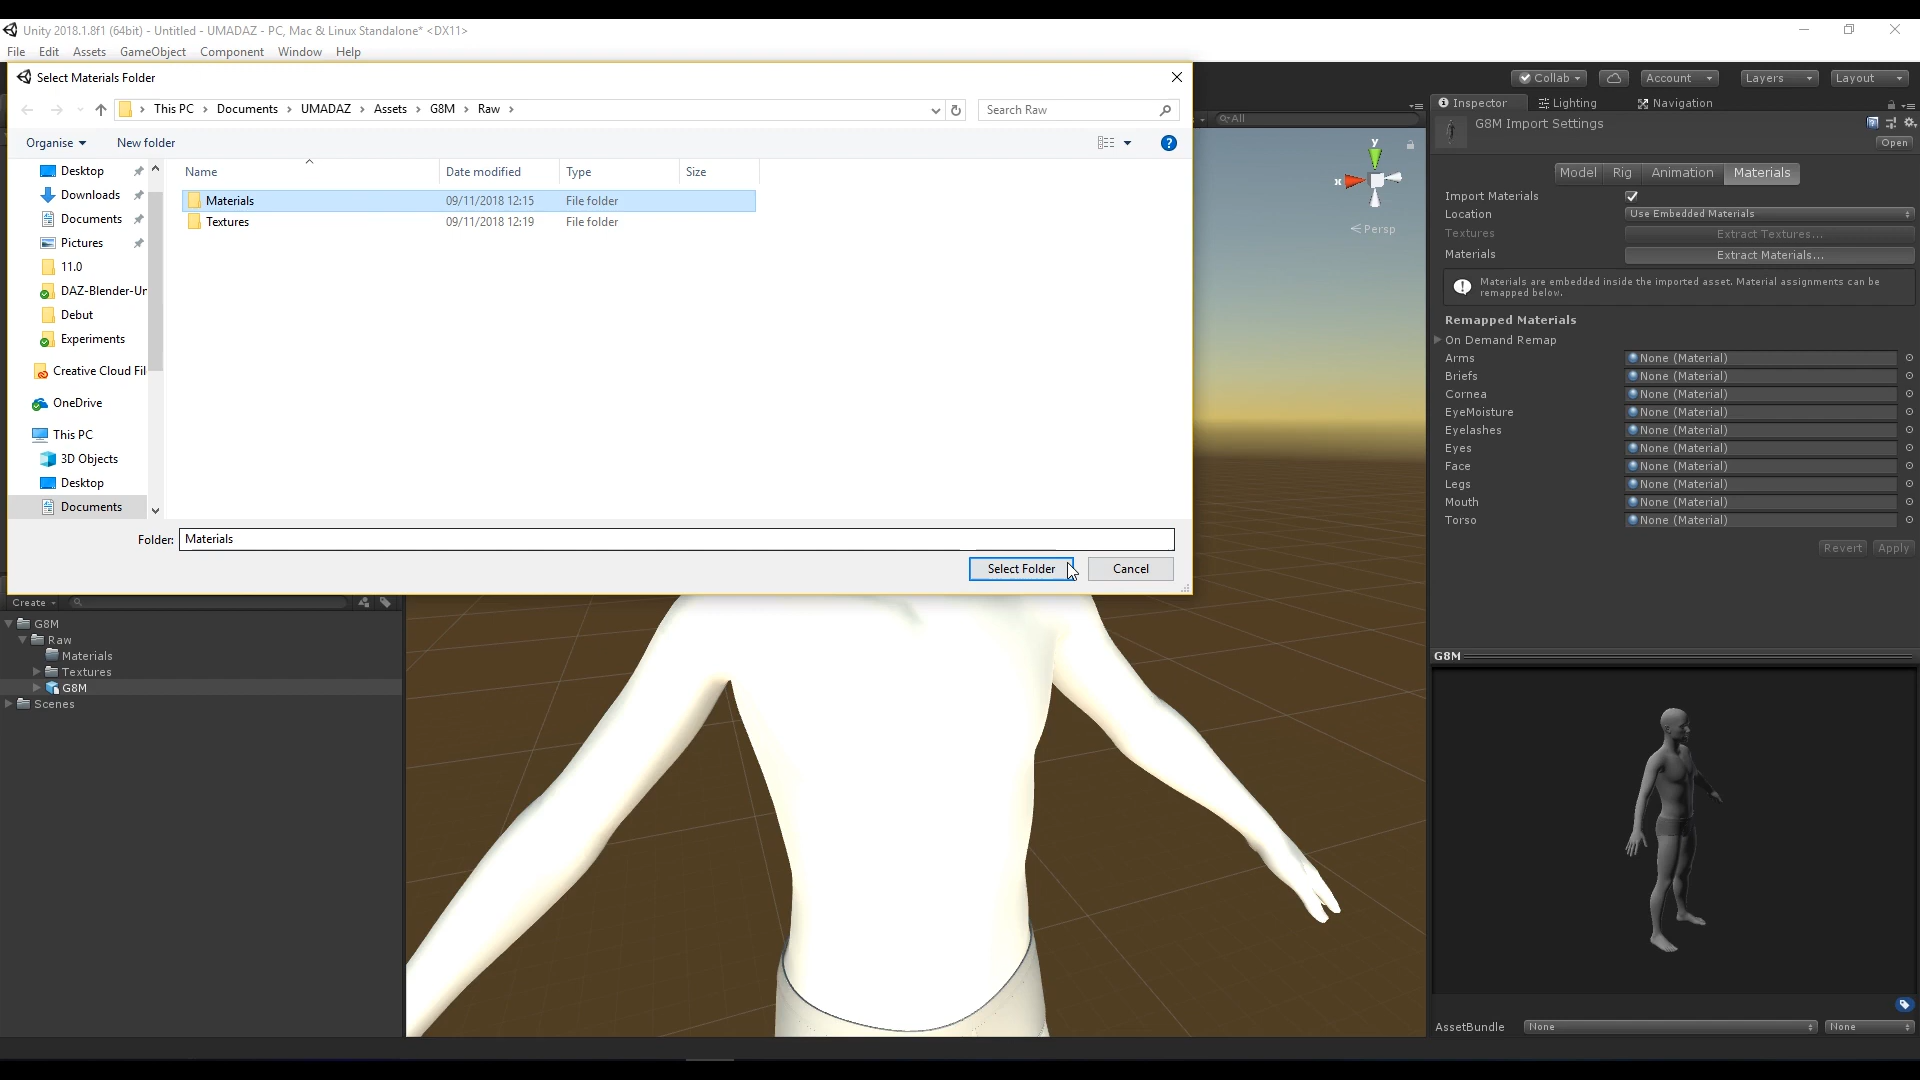 Unity 2018.1.8f1 (64bit) - Untitled - UMADAZ - PC, Mac & Linux Standalone* <DX11>
File Edit Assets GameObject Component Window Help
Select Materials Folder
Collab Account Layers Layout
This PC Documents UMADAZ Assets G8M Raw
Search Raw
Inspector Lighting Navigation
All
G8M Import Settings
Open
Organise New folder
Model Rig Animation Materials
Name Date modified Type Size
Desktop
Downloads
Documents
Pictures
11.0
DAZ-Blender-Un
Debut
Experiments
Creative Cloud Fil
OneDrive
This PC
3D Objects
Desktop
Documents
Materials 09/11/2018 12:15 File folder
Textures 09/11/2018 12:19 File folder
Folder: Materials
Select Folder Cancel
y
x
Persp
Import Materials
Location Use Embedded Materials
Textures Extract Textures...
Materials Extract Materials...
Materials are embedded inside the imported asset. Material assignments can be
remapped below.
Remapped Materials
On Demand Remap
Arms None (Material)
Briefs None (Material)
Cornea None (Material)
EyeMoisture None (Material)
Eyelashes None (Material)
Eyes None (Material)
Face None (Material)
Legs None (Material)
Mouth None (Material)
Torso None (Material)
Revert Apply
Create
G8M
Raw
Materials
Textures
G8M
Scenes
G8M
AssetBundle None None